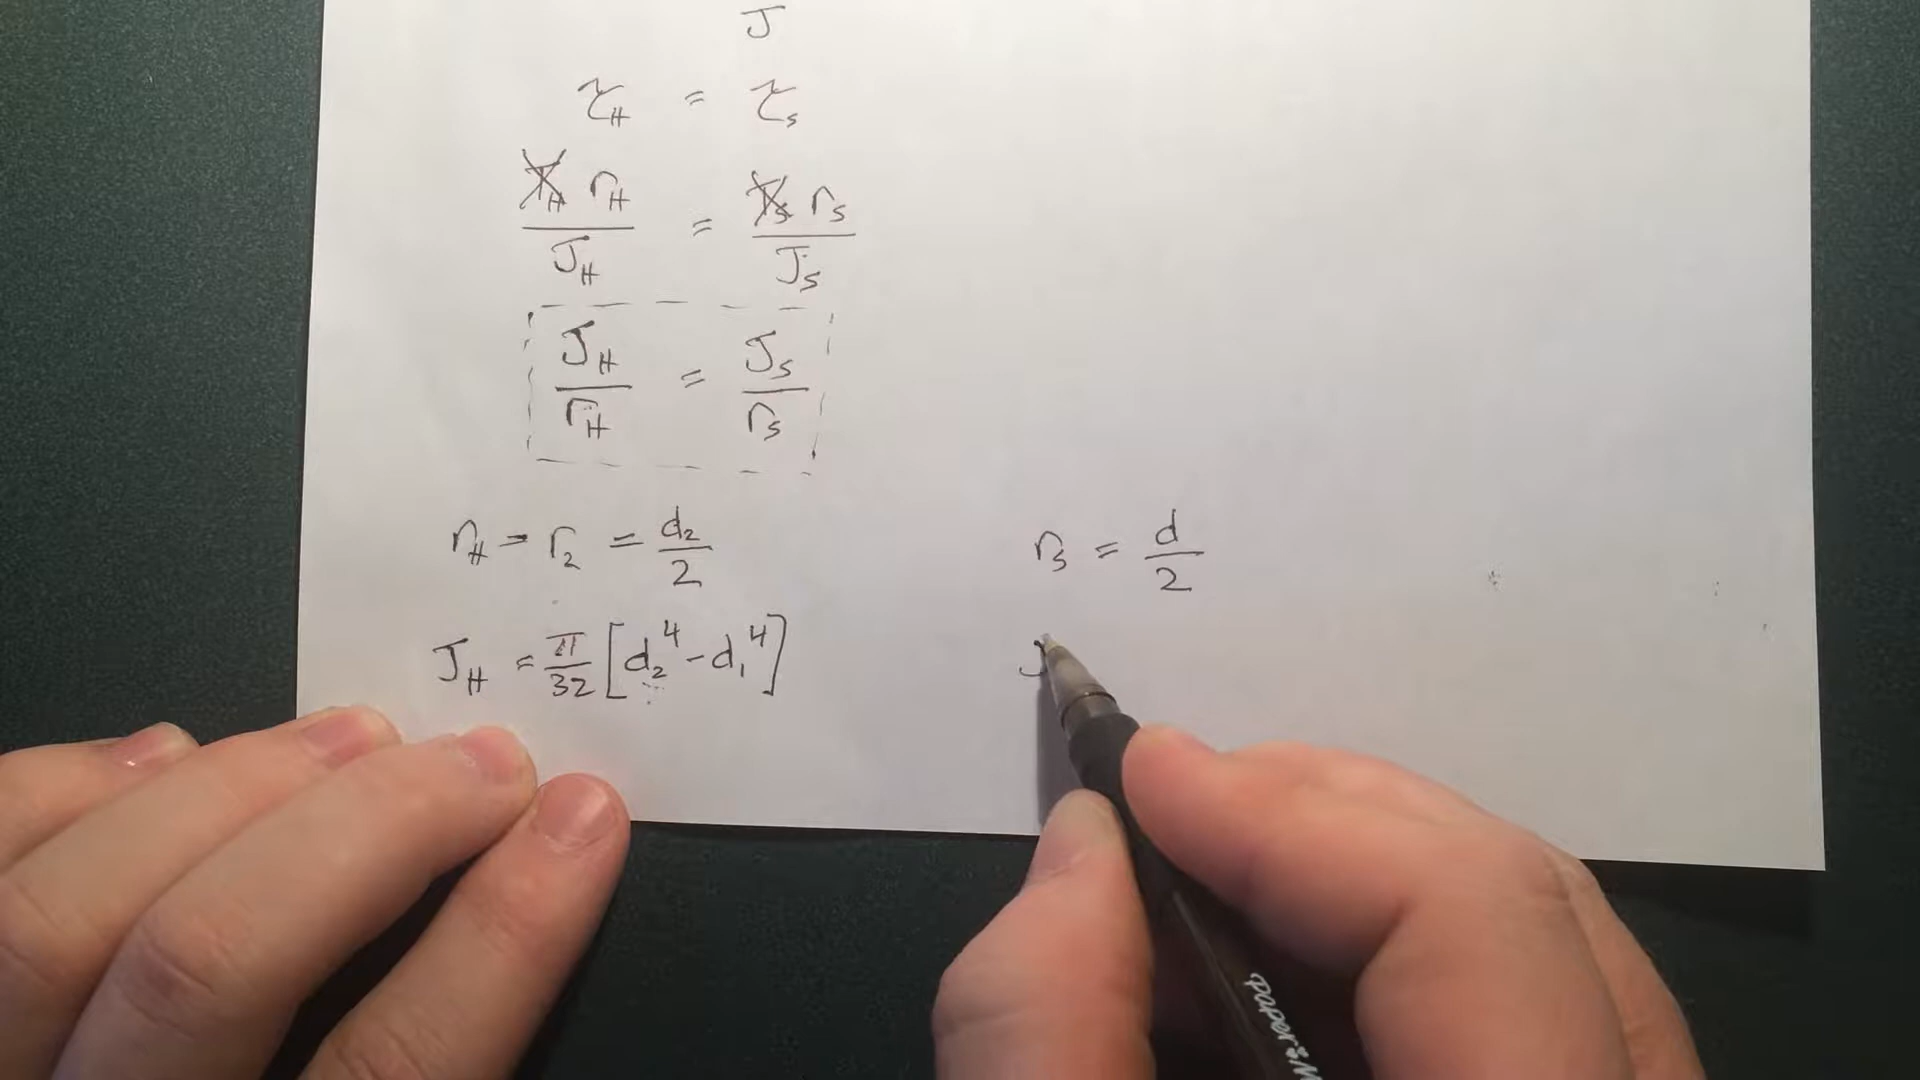 J
τ_H = τ_s
T_H r_H / J_H = T_s r_s / J_s
J_H / r_H = J_s / r_s
r_H = r_2 = d_2 / 2
r_s = d / 2
J_H = π/32 [d_2^4 - d_1^4]
J
PaperMate